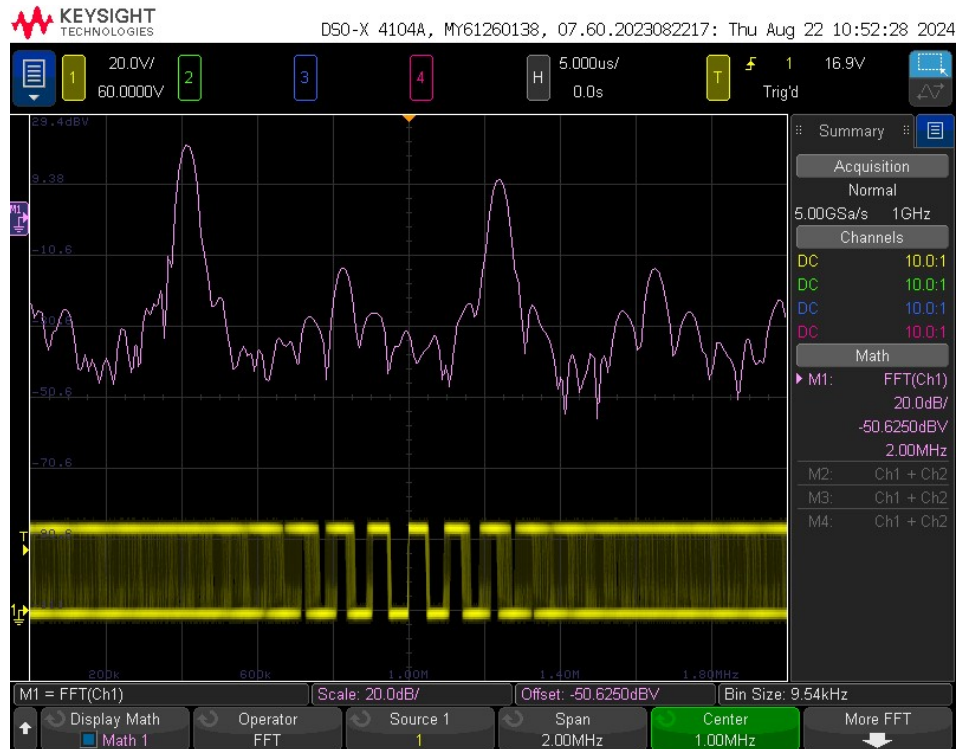 KEYSIGHT
TECHNOLOGIES
DSO-X 4104A, MY61260138, 07.60.2023082217: Thu Aug 22 10:52:28 2024
1 20.0V/ 60.0000V
2
3
4
H 5.000us/ 0.0s
T 1 16.9V
Trig'd
29.4dBV
9.38
M1
-10.6
-30.6
-50.6
-70.6
-90.6
T
1
200k 600k 1.00M 1.40M 1.80MHz
Summary
Acquisition
Normal
5.00GSa/s 1GHz
Channels
DC 10.0:1
DC 10.0:1
DC 10.0:1
DC 10.0:1
Math
M1: FFT(Ch1)
20.0dB/
-50.6250dBV
2.00MHz
M2: Ch1 + Ch2
M3: Ch1 + Ch2
M4: Ch1 + Ch2
M1 = FFT(Ch1) Scale: 20.0dB/ Offset: -50.6250dBV Bin Size: 9.54kHz
Display Math
Math 1
Operator
FFT
Source 1
1
Span
2.00MHz
Center
1.00MHz
More FFT